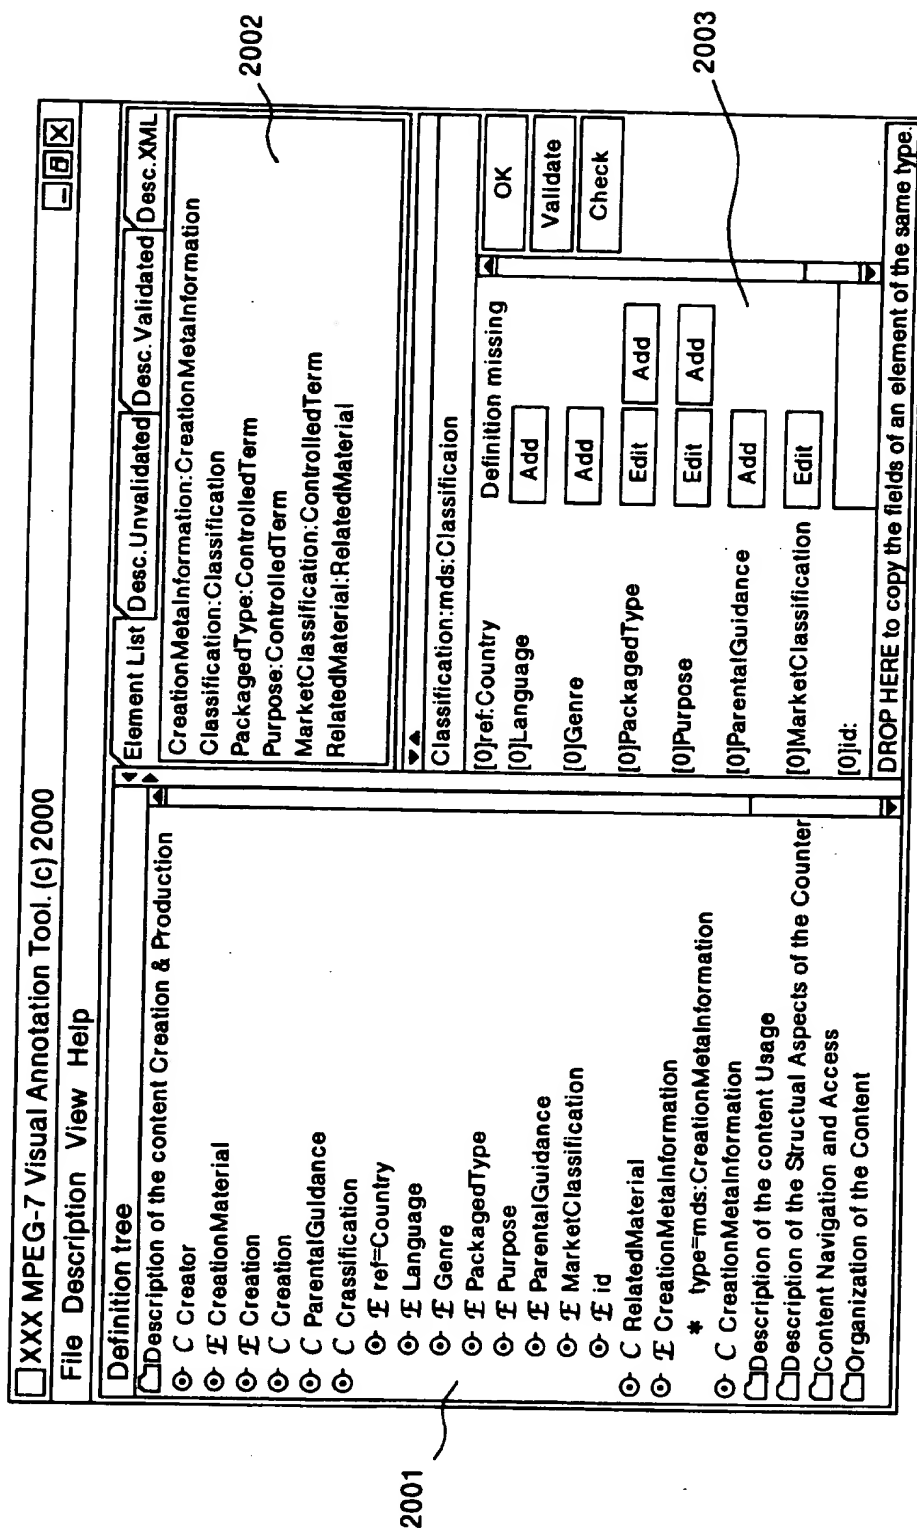 XXX MPEG-7 Visual Annotation Tool. (c) 2000
File Description View Help
Definition tree
Description of the content Creation & Production
C Creator
E CreationMaterial
E Creation
C Creation
C ParentalGuidance
C Crassification
E ref=Country
E Language
E Genre
E PackagedType
E Purpose
E ParentalGuidance
E MarketClassification
E id
C RelatedMaterial
E CreationMetaInformation
* type=mds:CreationMetaInformation
C CreationMetaInformation
Description of the content Usage
Description of the Structual Aspects of the Counter
Content Navigation and Access
Organization of the Content
2001
Element List Desc.Unvalidated Desc.Validated Desc.XML
CreationMetaInformation:CreationMetaInformation
Classification:Classification
PackagedType:ControlledTerm
Purpose:ControlledTerm
MarketClassification:ControlledTerm
RelatedMaterial:RelatedMaterial
2002
Classification:mds:Classificaion
[0]ref:Country Definition missing
[0]Language Add
[0]Genre Add
[0]PackagedType Edit Add
[0]Purpose Edit Add
[0]ParentalGuidance Add
[0]MarketClassification Edit
[0]id:
OK
Validate
Check
2003
DROP HERE to copy the fields of an element of the same type.